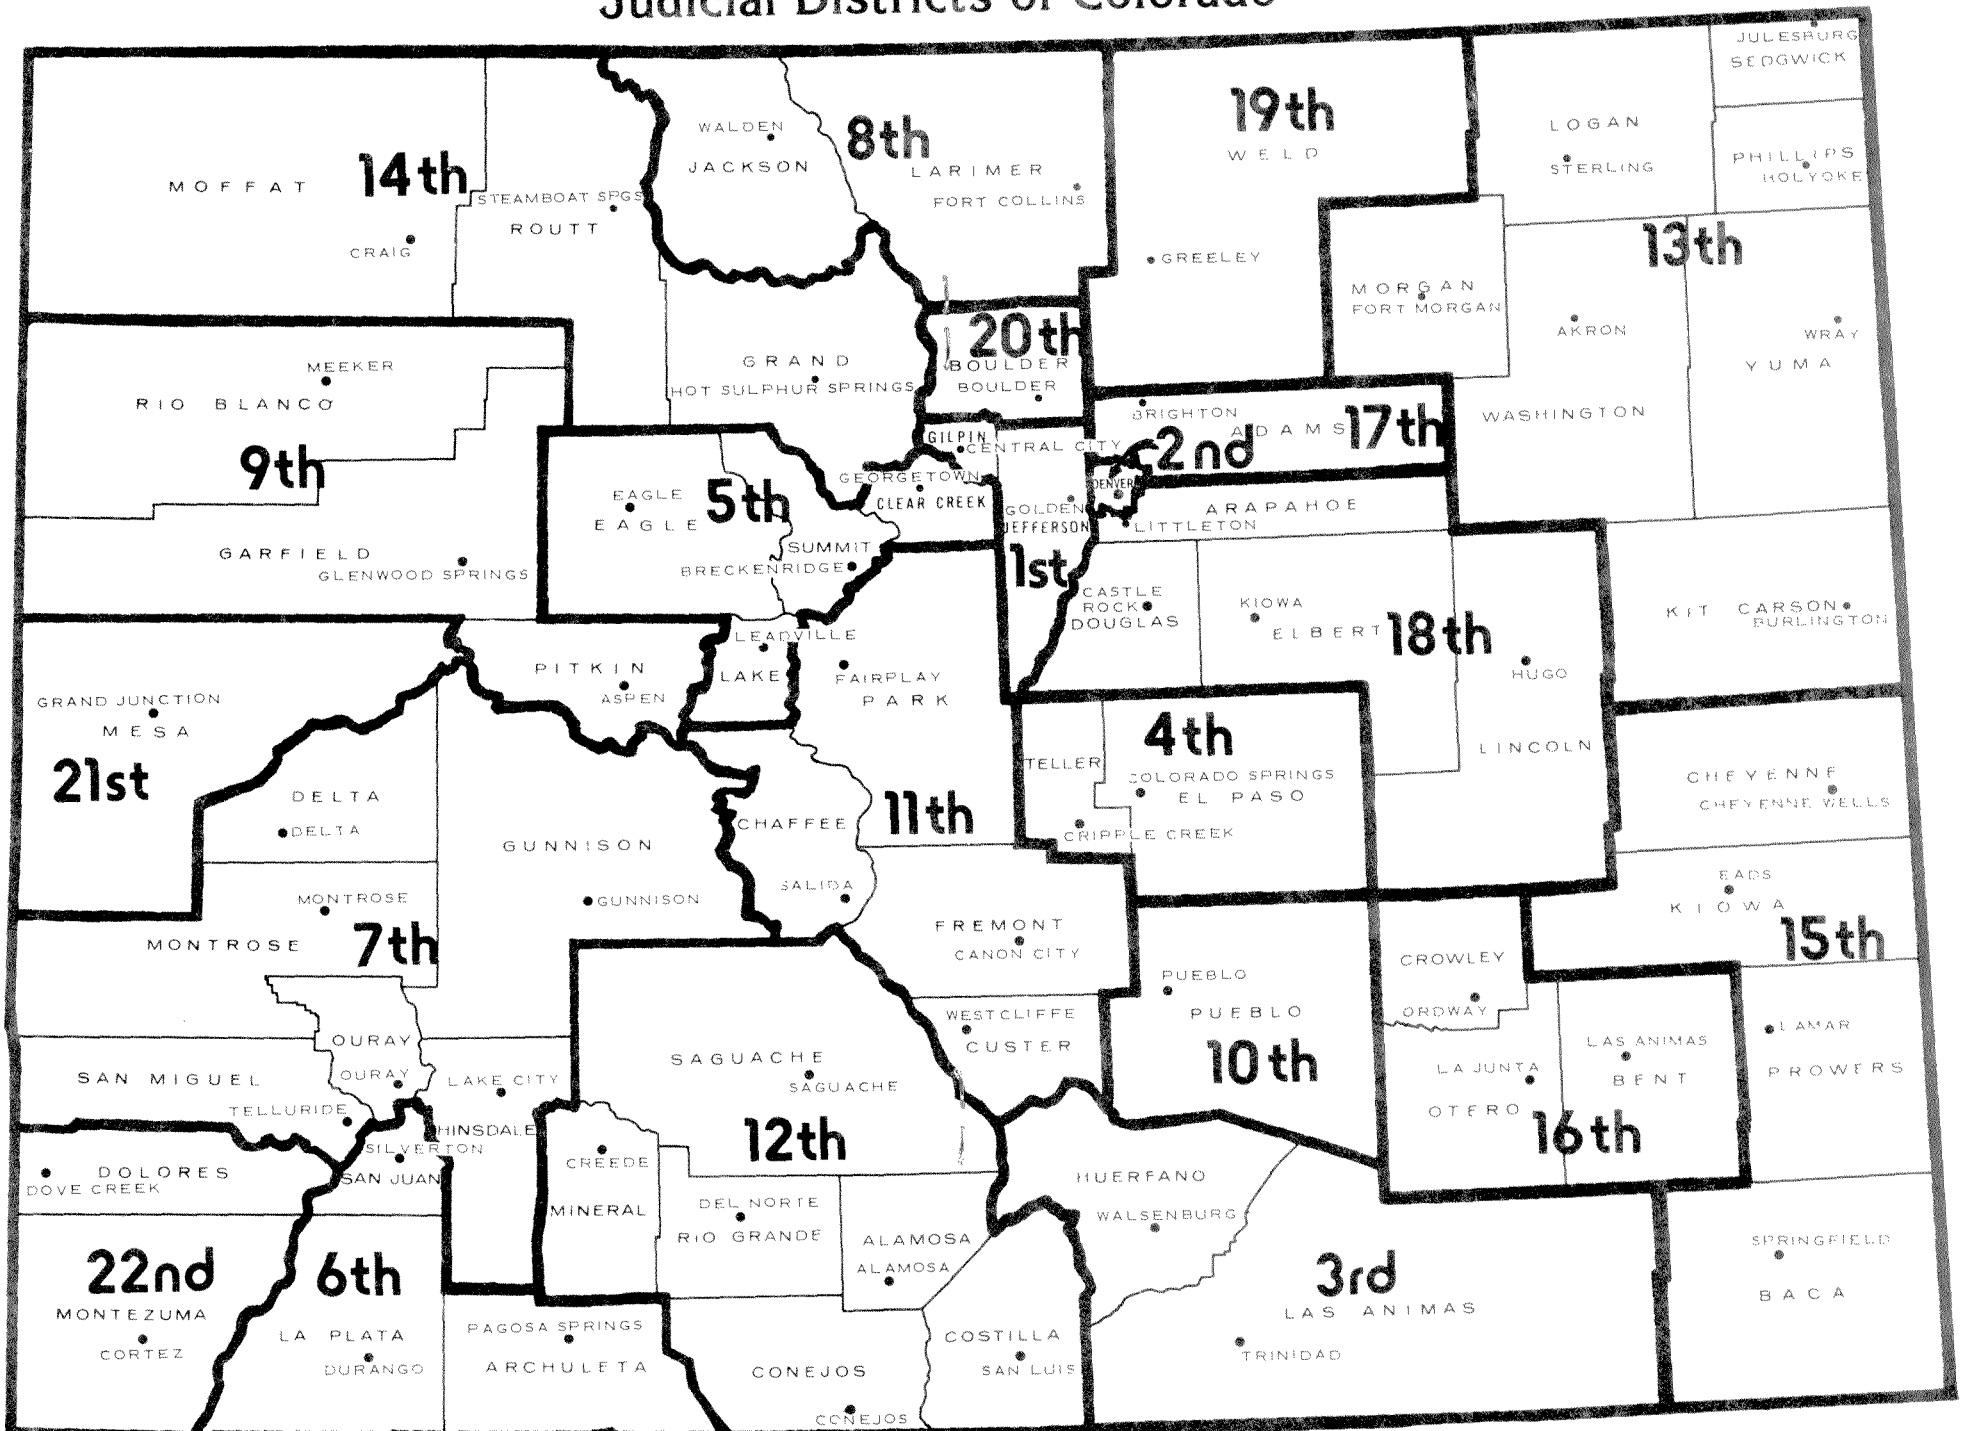 Judicial Districts of Colorado
JULESBURG
SEDGWICK
19th
WELD
LOGAN
STERLING
PHILLIPS
HOLYOKE
WALDEN
JACKSON
8th
LARIMER
FORT COLLINS
14th
MOFFAT
CRAIG
STEAMBOAT SPGS
ROUTT
GREELEY
13th
MORGAN
FORT MORGAN
AKRON
WRAY
YUMA
WASHINGTON
20th
BOULDER
BOULDER
GRAND
HOT SULPHUR SPRINGS
MEEKER
RIO BLANCO
9th
BRIGHTON
ADAMS
17th
2nd
GILPIN
CENTRAL CITY
GEORGETOWN
CLEAR CREEK
DENVER
GOLDEN
JEFFERSON
1st
ARAPAHOE
LITTLETON
EAGLE
EAGLE
5th
SUMMIT
BRECKENRIDGE
GARFIELD
GLENWOOD SPRINGS
CASTLE
ROCK
DOUGLAS
KIOWA
ELBERT
18th
HUGO
LINCOLN
KIT CARSON
BURLINGTON
LEADVILLE
LAKE
PITKIN
ASPEN
FAIRPLAY
PARK
GRAND JUNCTION
MESA
21st
4th
TELLER
COLORADO SPRINGS
EL PASO
CRIPPLE CREEK
CHEYENNE
CHEYENNE WELLS
DELTA
DELTA
GUNNISON
GUNNISON
CHAFFEE
SALIDA
11th
EADS
KIOWA
15th
MONTROSE
MONTROSE
7th
FREMONT
CANON CITY
CROWLEY
ORDWAY
PUEBLO
PUEBLO
10th
WESTCLIFFE
CUSTER
OURAY
OURAY
SAN MIGUEL
TELLURIDE
LAKE CITY
HINSDALE
SAGUACHE
SAGUACHE
12th
LAS ANIMAS
BENT
LA JUNTA
OTERO
16th
LAMAR
PROWERS
SILVERTON
SAN JUAN
DOLORES
DOVE CREEK
CREEDE
MINERAL
DEL NORTE
RIO GRANDE
ALAMOSA
ALAMOSA
HUERFANO
WALSENBURG
22nd
MONTEZUMA
CORTEZ
6th
LA PLATA
DURANGO
PAGOSA SPRINGS
ARCHULETA
CONEJOS
CONEJOS
COSTILLA
SAN LUIS
3rd
LAS ANIMAS
TRINIDAD
SPRINGFIELD
BACA